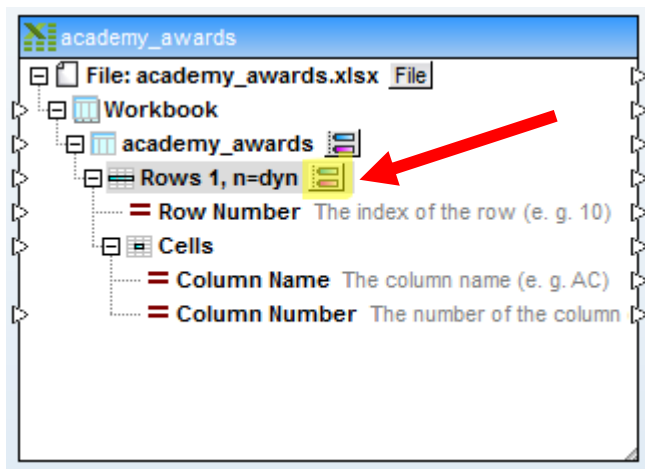 academy_awards
File: academy_awards.xlsx File
Workbook
academy_awards
Rows 1, n=dyn
= Row Number The index of the row (e. g. 10)
Cells
= Column Name The column name (e. g. AC)
= Column Number The number of the column